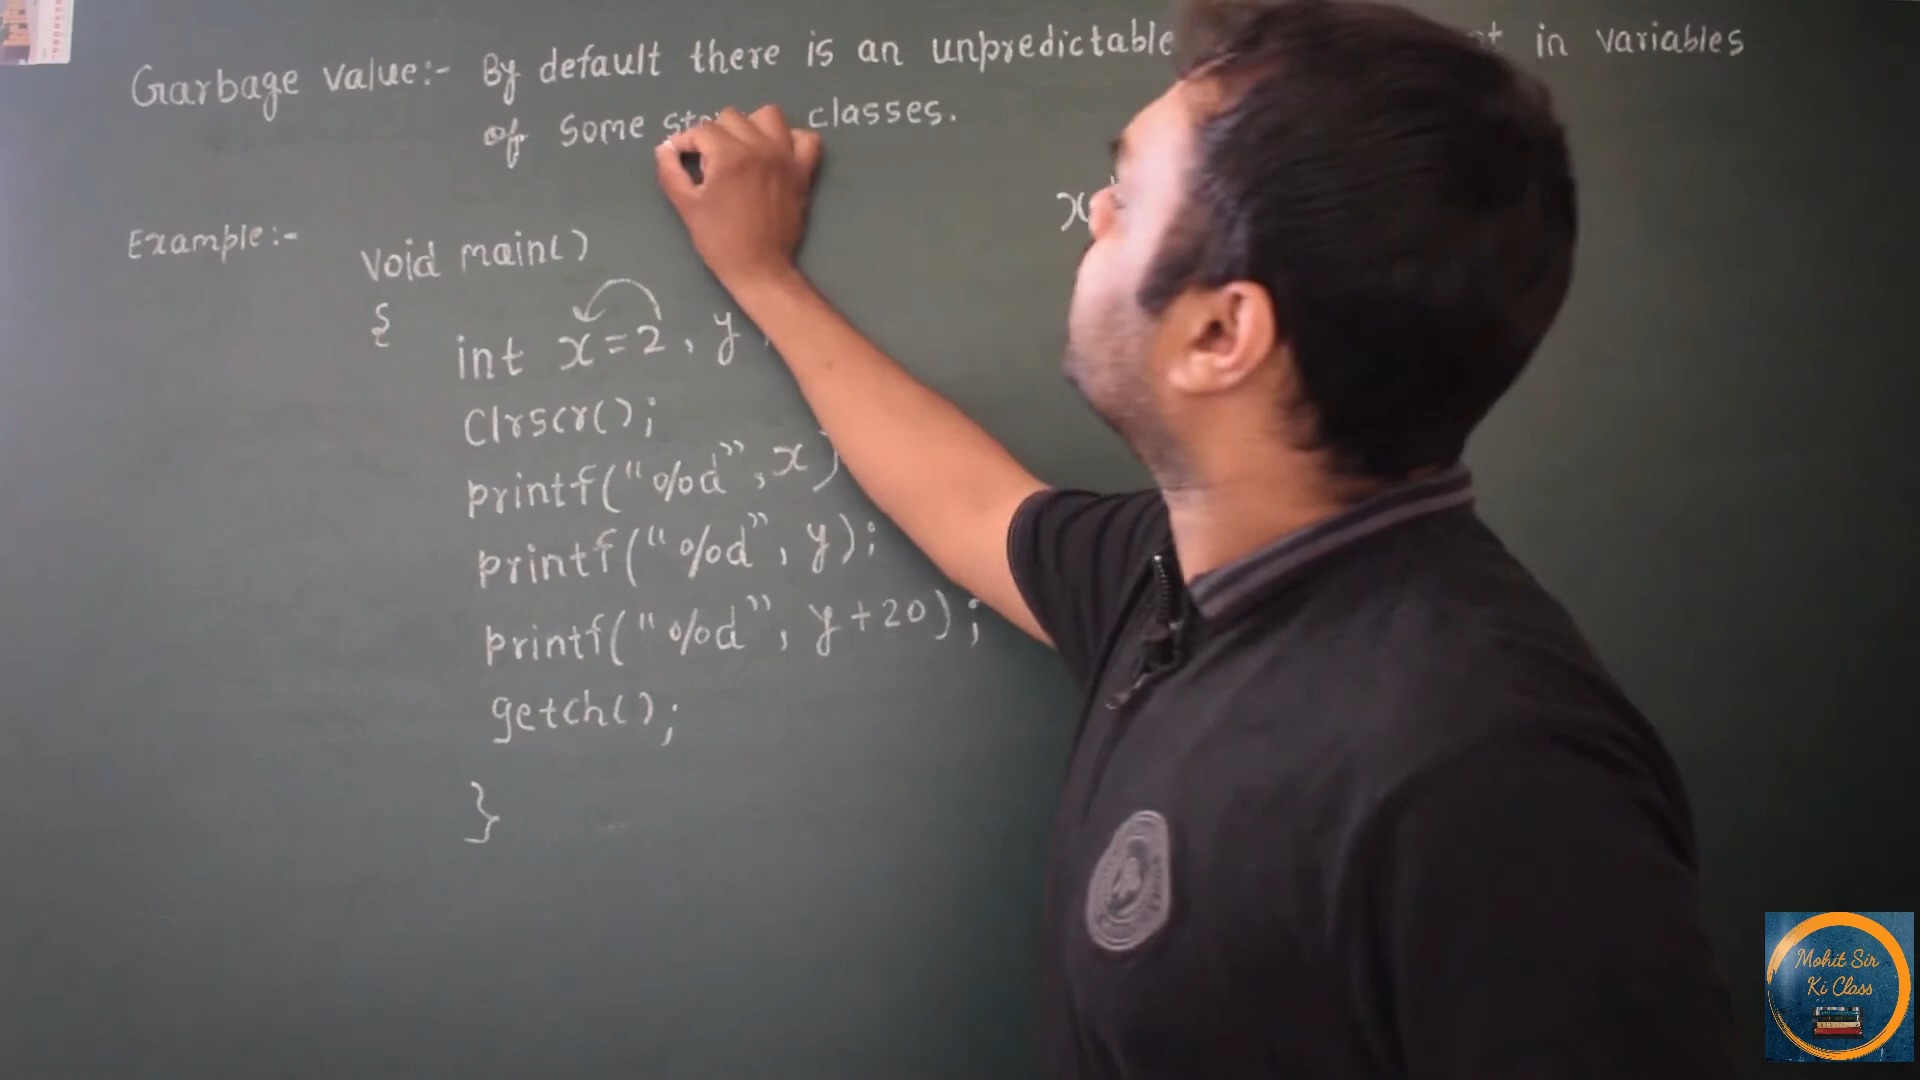 Garbage value:- By default there is an unpredictable in variables
of some classes.
Example:-
void main()
{
int x=2, y
Clrscr();
printf("%d", x)
printf("%d", y);
printf("%d", y+20);
getch();
}
x
Mohit Sir
Ki Class